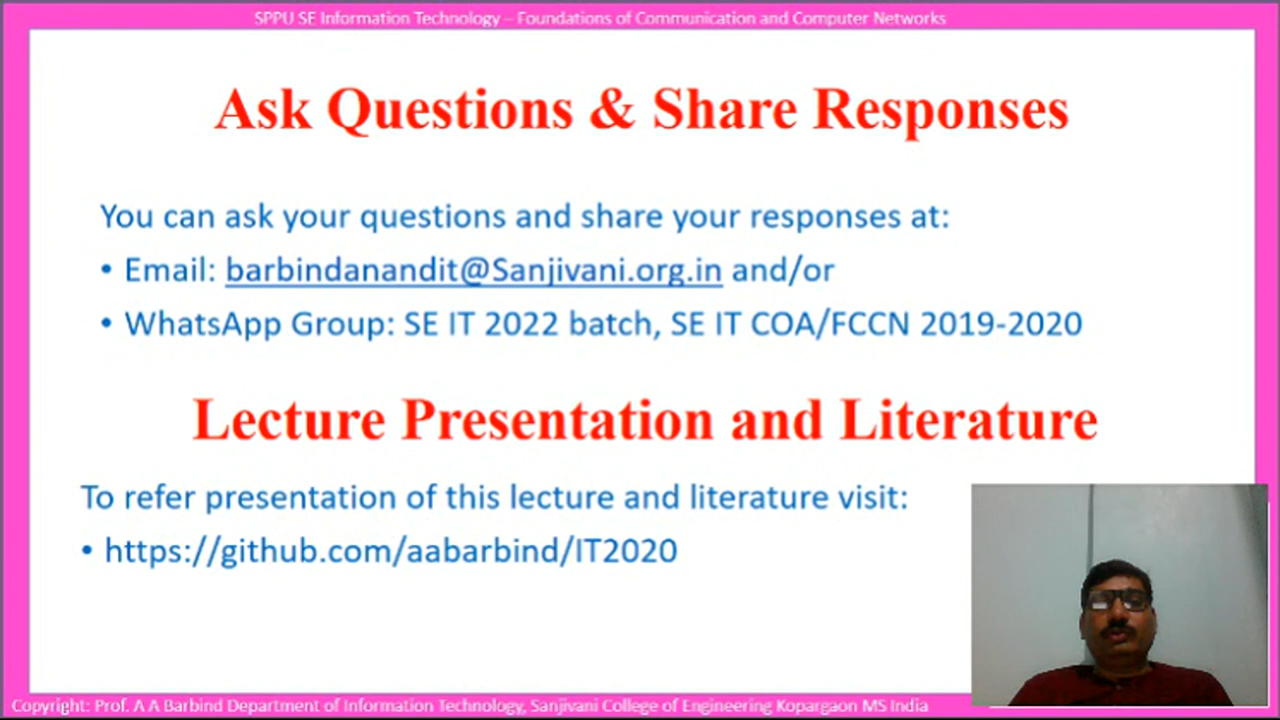 SPPU SE Information Technology – Foundations of Communication and Computer Networks
Ask Questions & Share Responses
You can ask your questions and share your responses at:
• Email: barbindanandit@Sanjivani.org.in and/or
• WhatsApp Group: SE IT 2022 batch, SE IT COA/FCCN 2019-2020
Lecture Presentation and Literature
To refer presentation of this lecture and literature visit:
• https://github.com/aabarbind/IT2020
Copyright: Prof. A A Barbind Department of Information Technology, Sanjivani College of Engineering Kopargaon MS India